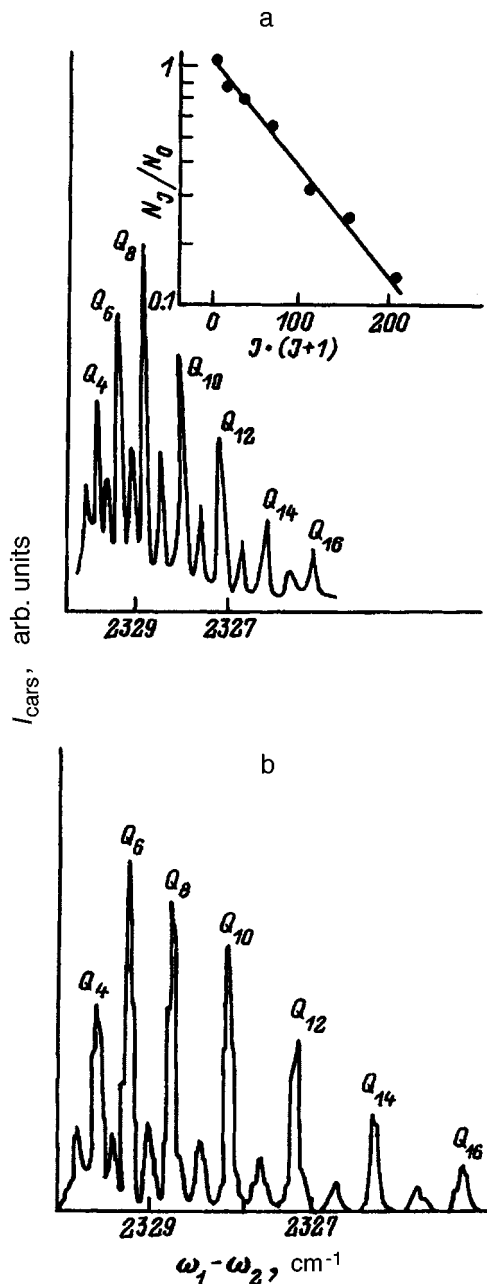 a
1
N_J/N_0
0.1
0 100 200
J·(J+1)
Q_4
Q_6
Q_8
Q_10
Q_12
Q_14
Q_16
2329 2327
I_cars, arb. units
b
Q_4
Q_6
Q_8
Q_10
Q_12
Q_14
Q_16
2329 2327
ω_1-ω_2, cm^-1